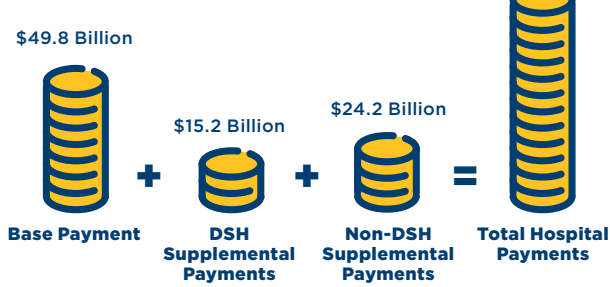 $49.8 Billion
$15.2 Billion
$24.2 Billion
+
+
=
Base Payment
DSH
Supplemental
Payments
Non-DSH
Supplemental
Payments
Total Hospital
Payments